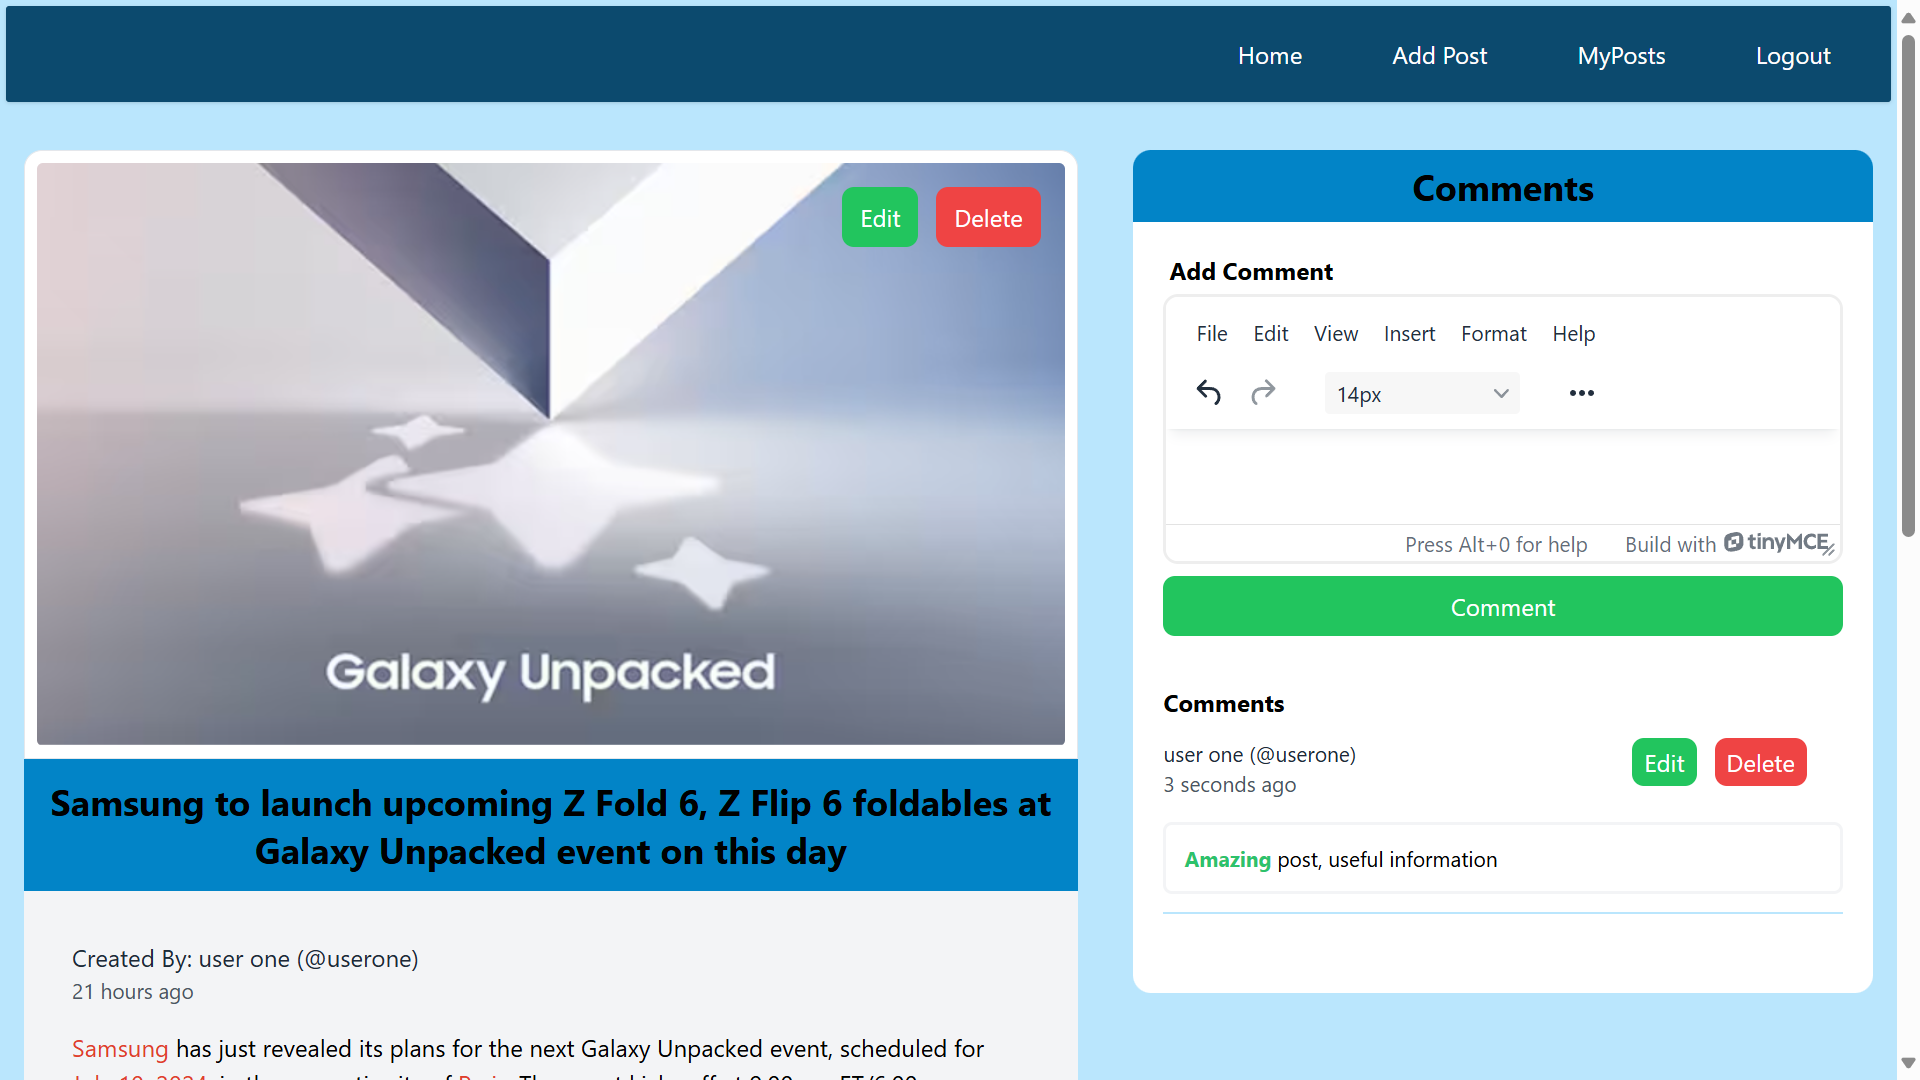 Home Add Post MyPosts Logout
Edit Delete
Galaxy Unpacked
Samsung to launch upcoming Z Fold 6, Z Flip 6 foldables at
Galaxy Unpacked event on this day
Created By: user one (@userone)
21 hours ago
Samsung has just revealed its plans for the next Galaxy Unpacked event, scheduled for
Comments
Add Comment
File Edit View Insert Format Help
14px
Press Alt+0 for help Build with tinyMCE
Comment
Comments
user one (@userone)
3 seconds ago
Edit Delete
Amazing post, useful information